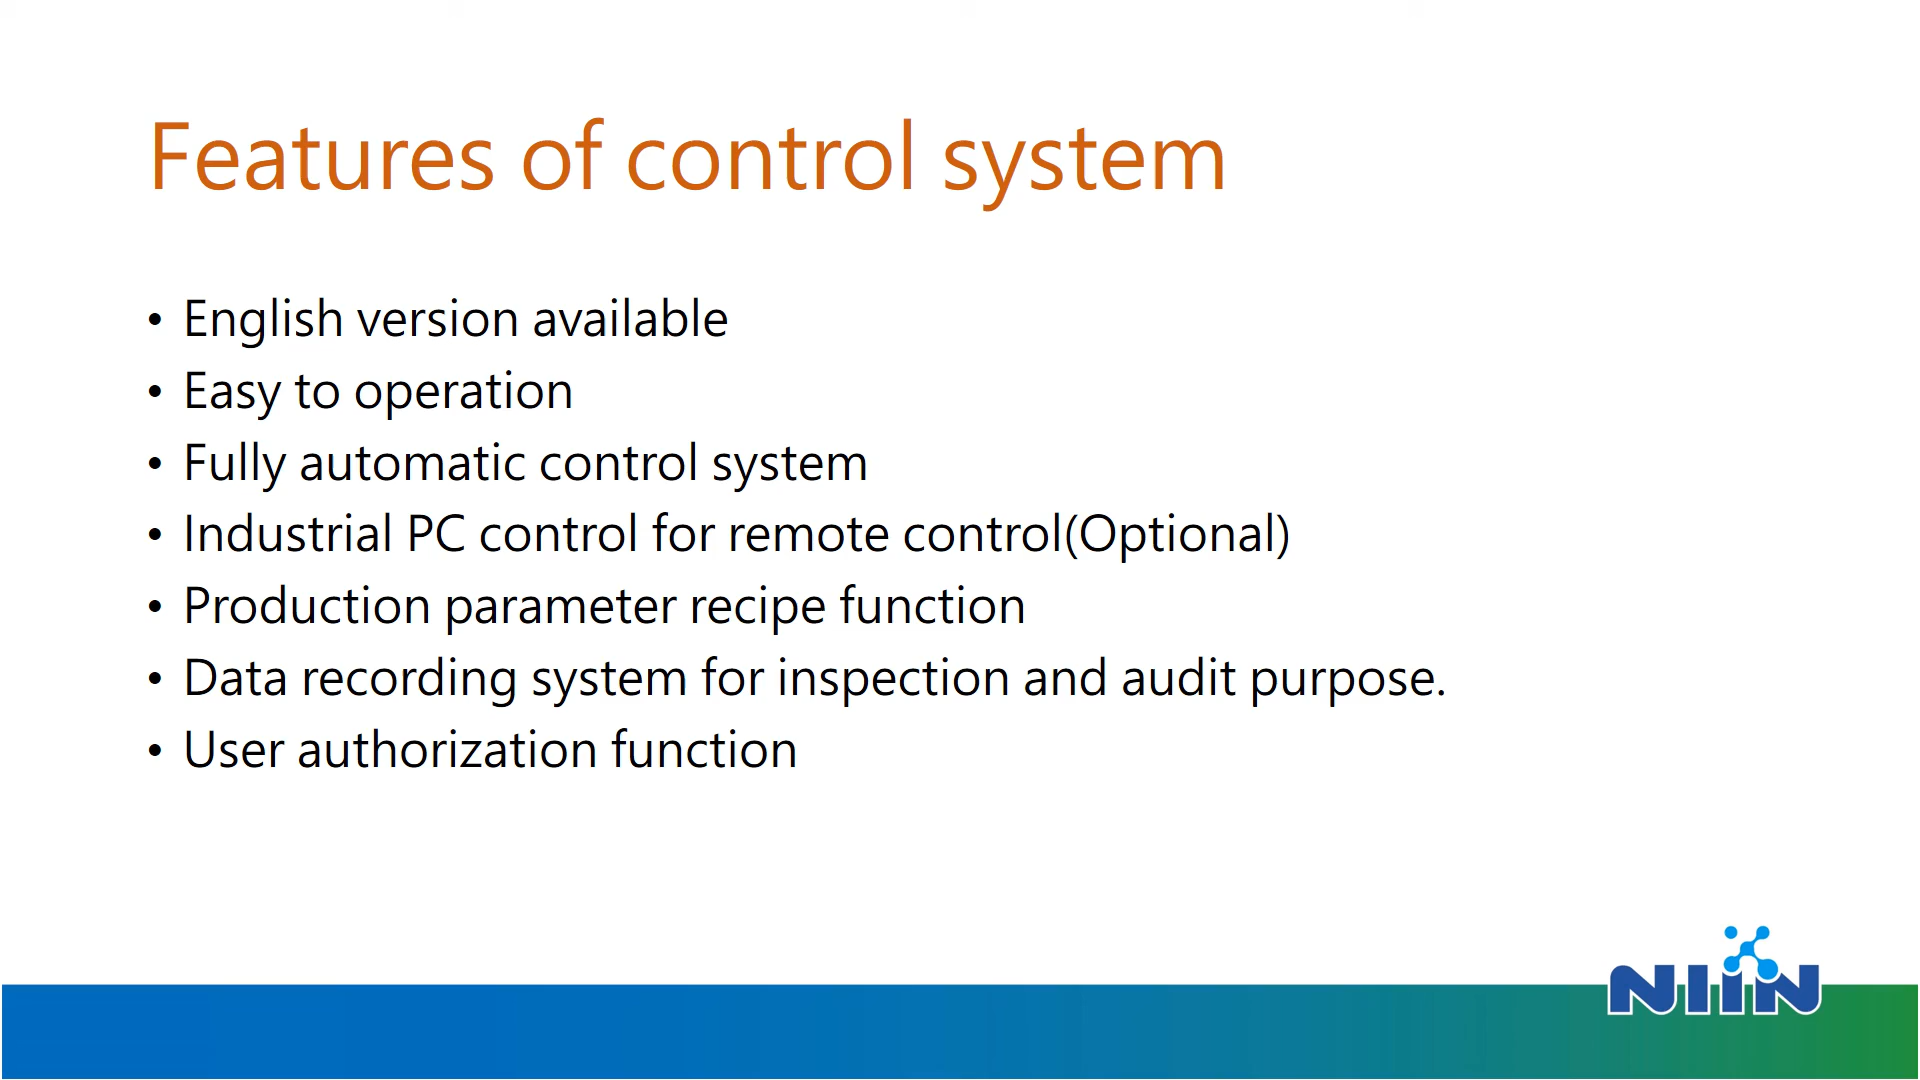 Features of control system
• English version available
• Easy to operation
• Fully automatic control system
• Industrial PC control for remote control(Optional)
• Production parameter recipe function
• Data recording system for inspection and audit purpose.
• User authorization function
NIiN